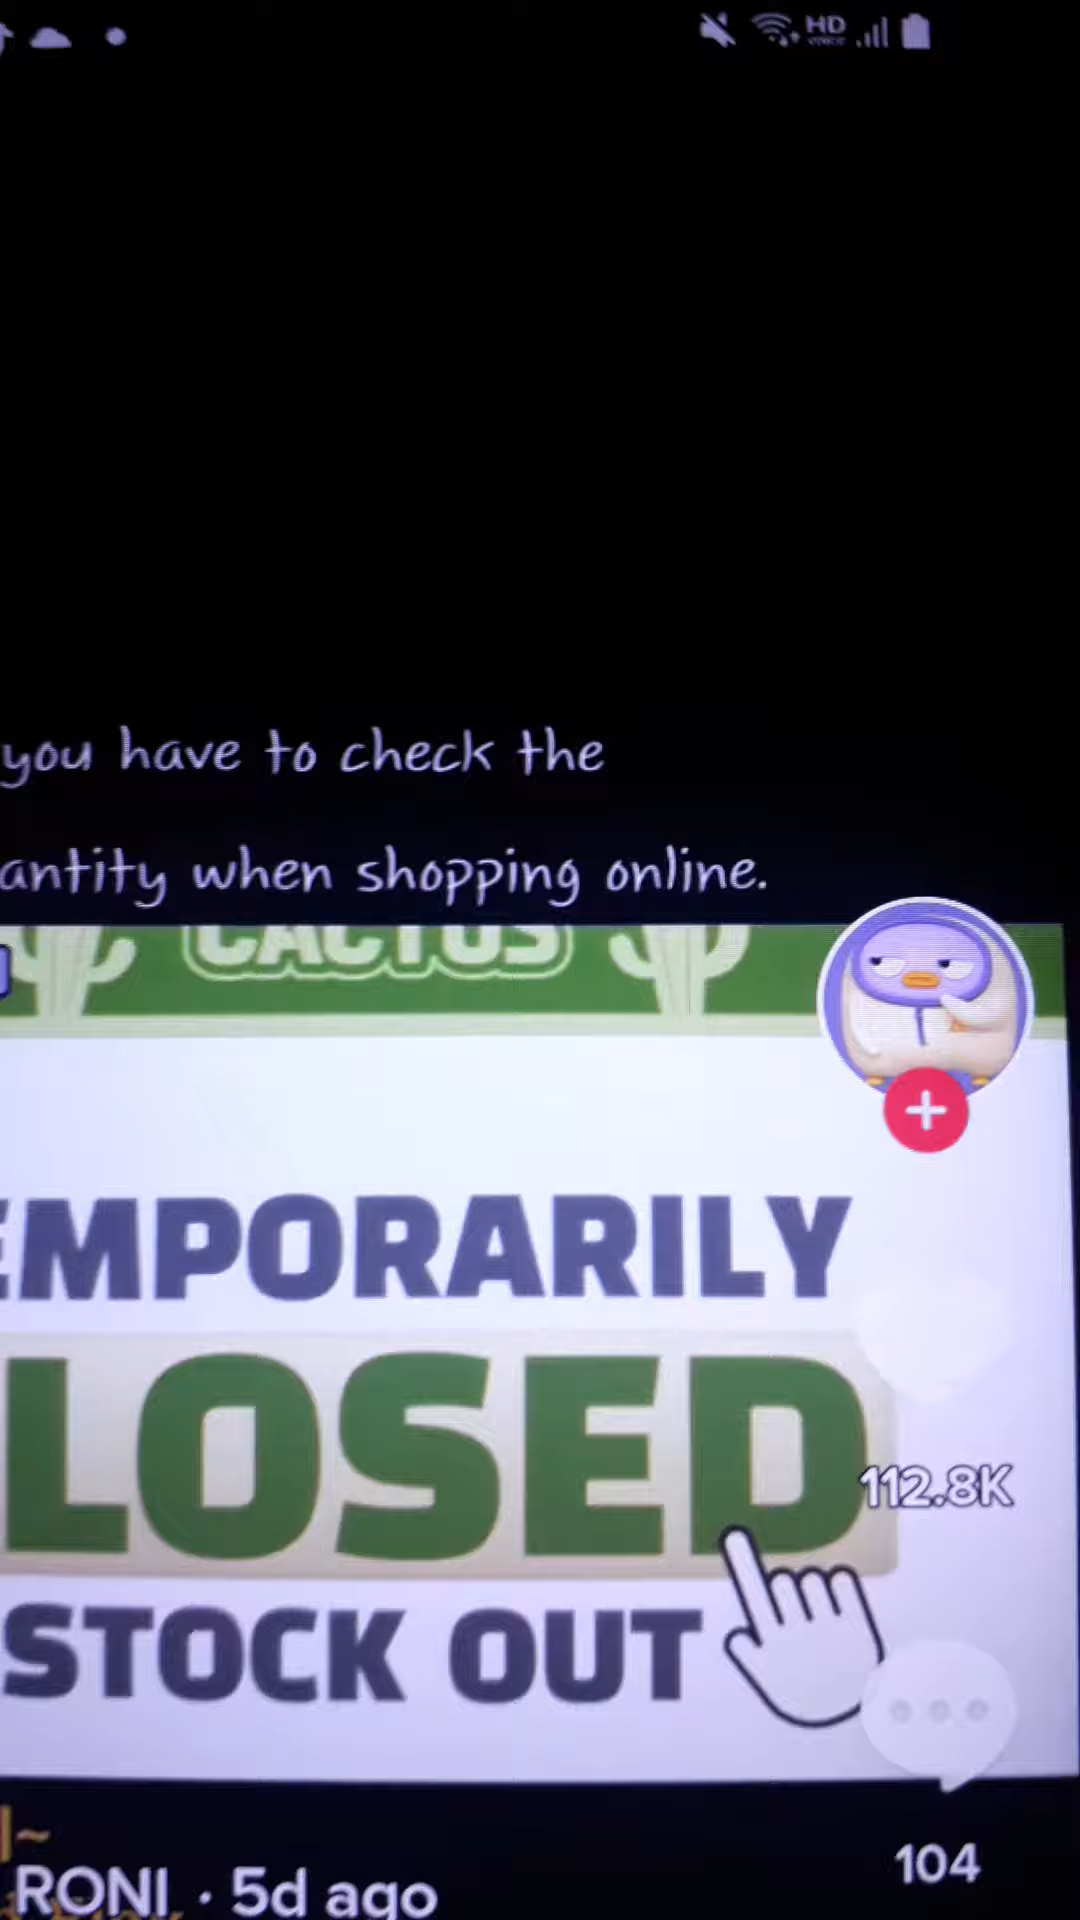 HD
you have to check the
antity when shopping online.
CACTUS
EMPORARILY
LOSED
STOCK OUT
112.8K
104
RONI · 5d ago